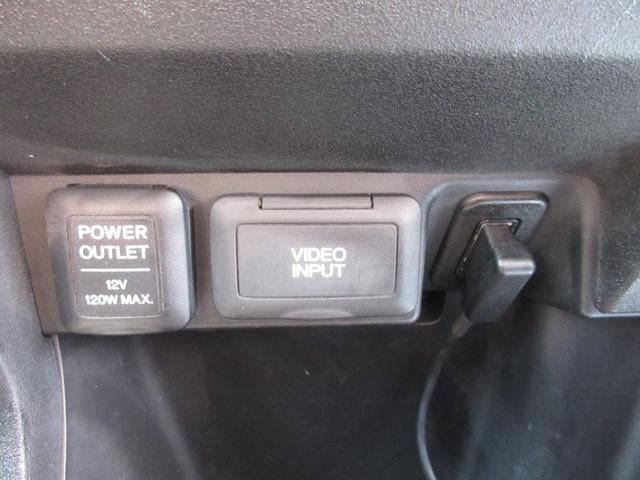 POWER
OUTLET
12V
120W MAX.
VIDEO
INPUT